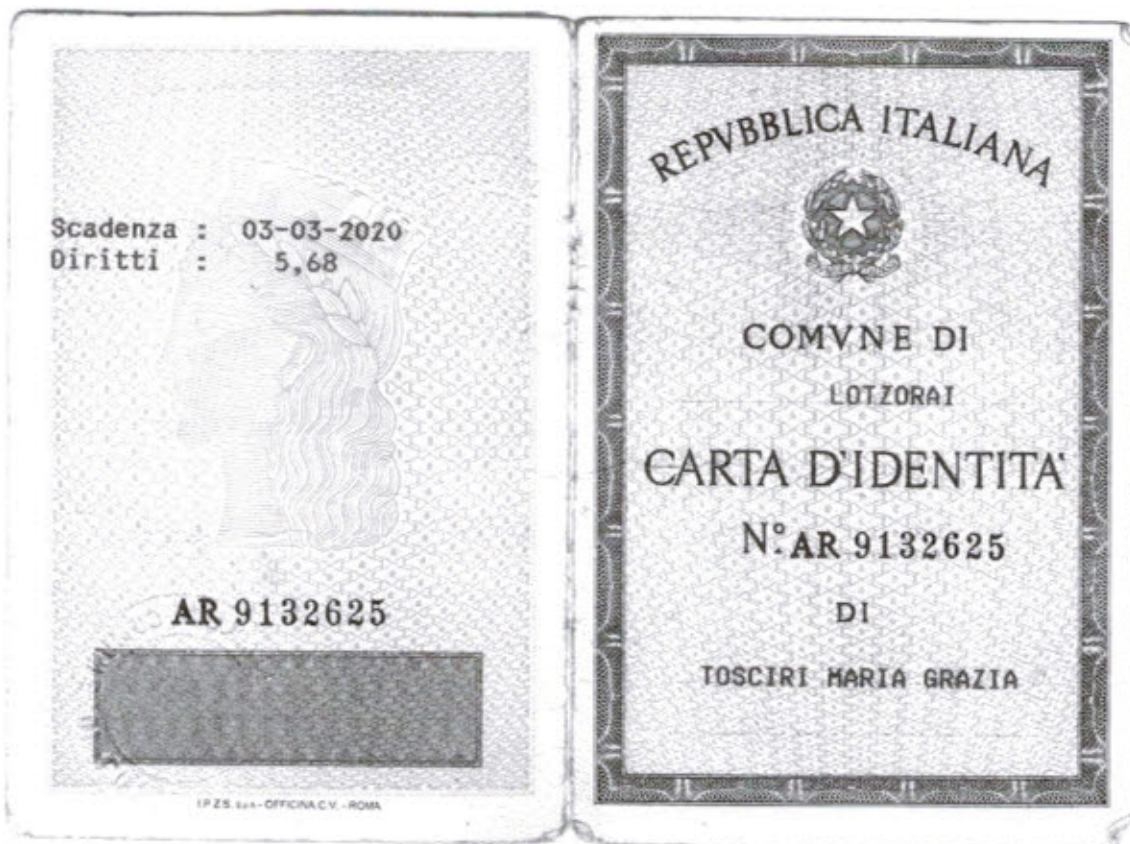 Scadenza : 03-03-2020
Diritti : 5,68
AR 9132625
I.P.Z.S. S.p.A. - OFFICINA C.V. - ROMA
REPVBBLICA ITALIANA
COMVNE DI
LOTZORAI
CARTA D'IDENTITA'
N° AR 9132625
DI
TOSCIRI MARIA GRAZIA